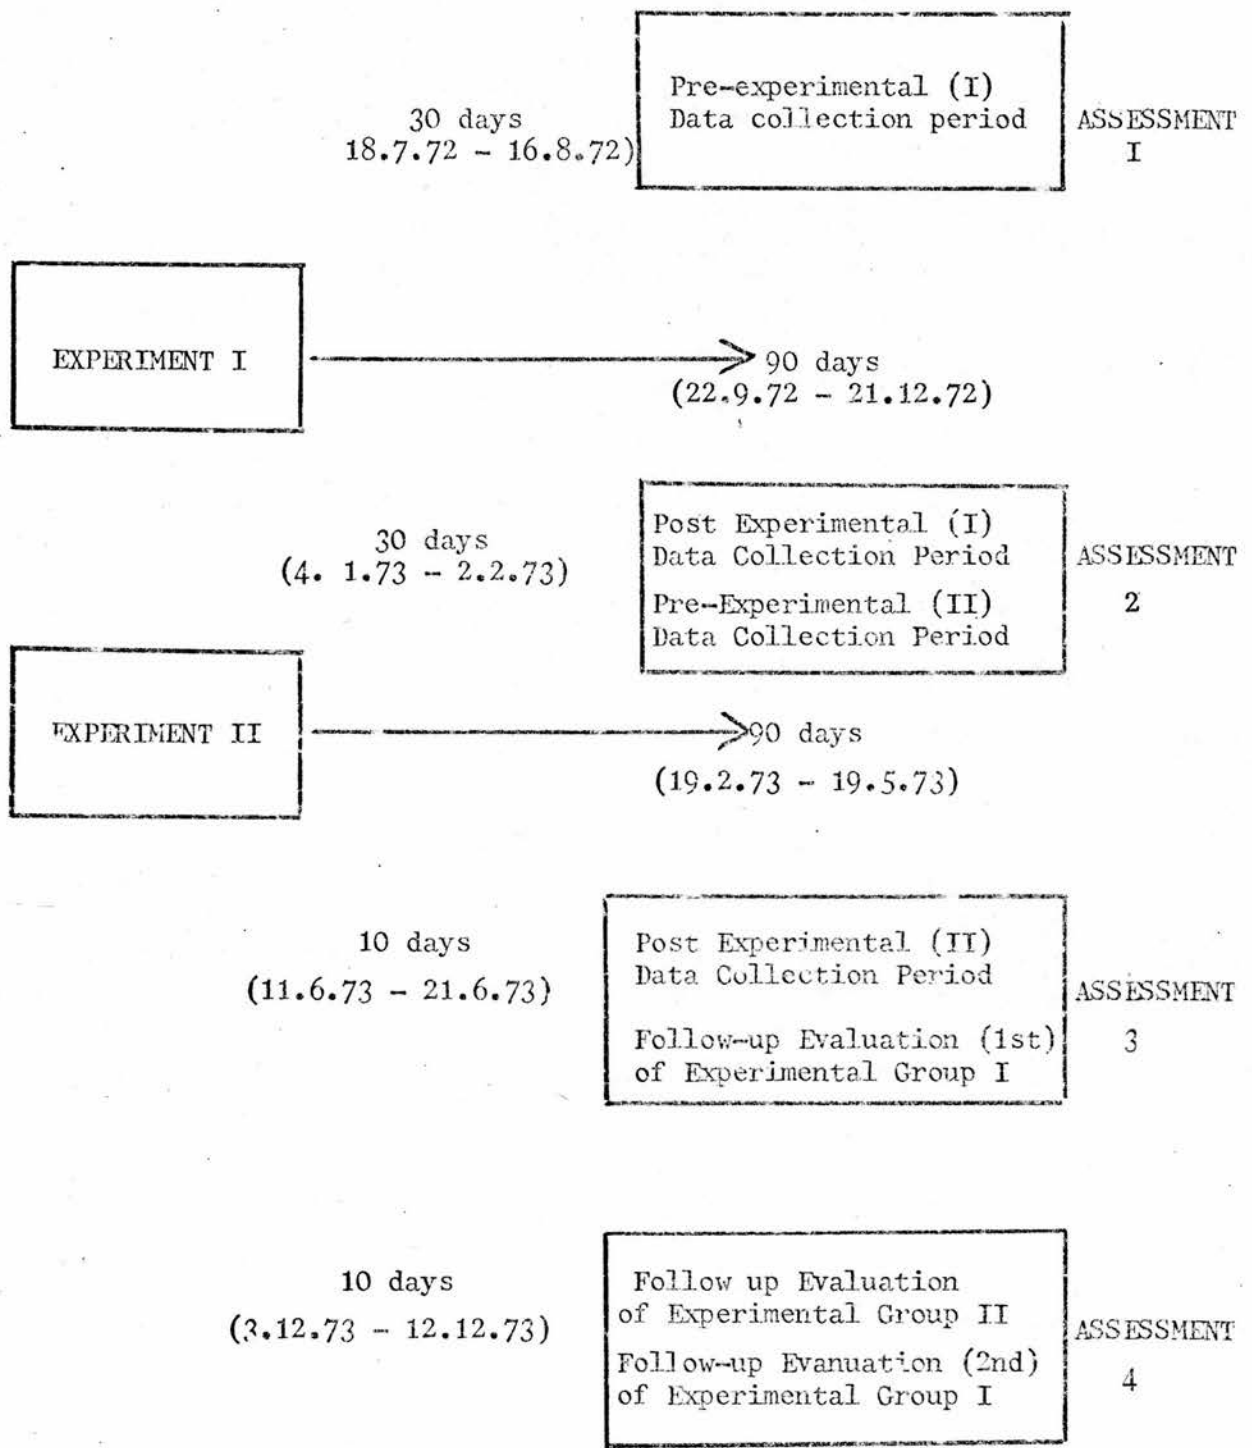 Pre-experimental (I)
30 days
Data collection period
ASSESSMENT
18.7.72 - 16.8.72)
I
EXPERIMENT I
90 days
(22.9.72 - 21.12.72)
Post Experimental (I)
30 days
Data Collection Period
ASSESSMENT
(4. 1.73 - 2.2.73)
Pre-Experimental (II)
2
Data Collection Period
EXPERIMENT II
90 days
(19.2.73 - 19.5.73)
10 days
Post Experimental (II)
Data Collection Period
(11.6.73 - 21.6.73)
ASSESSMENT
Follow-up Evaluation (1st)
3
of Experimental Group I
10 days
Follow up Evaluation
of Experimental Group II
(3.12.73 - 12.12.73)
ASSESSMENT
Follow-up Evanuation (2nd)
4
of Experimental Group I